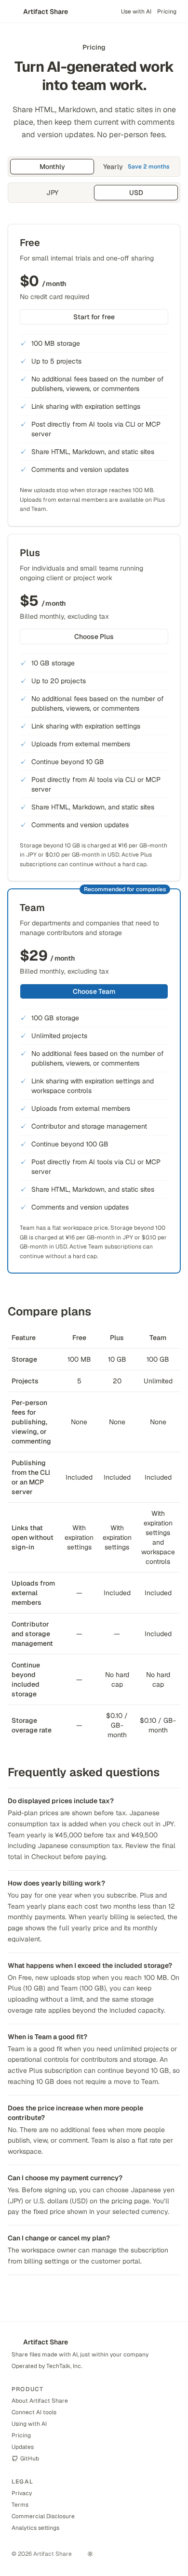 Artifact Share
Use with AI Pricing
Pricing
Turn AI-generated work
into team work.
Share HTML, Markdown, and static sites in one
place, then keep them current with comments
and version updates. No per-person fees.
Monthly
Yearly Save 2 months
JPY
USD
Free
For small internal trials and one-off sharing
$0 / month
No credit card required
Start for free
✓ 100 MB storage
✓ Up to 5 projects
✓ No additional fees based on the number of
publishers, viewers, or commenters
✓ Link sharing with expiration settings
✓ Post directly from AI tools via CLI or MCP
server
✓ Share HTML, Markdown, and static sites
✓ Comments and version updates
New uploads stop when storage reaches 100 MB.
Uploads from external members are available on Plus
and Team.
Plus
For individuals and small teams running
ongoing client or project work
$5 / month
Billed monthly, excluding tax
Choose Plus
✓ 10 GB storage
✓ Up to 20 projects
✓ No additional fees based on the number of
publishers, viewers, or commenters
✓ Link sharing with expiration settings
✓ Uploads from external members
✓ Continue beyond 10 GB
✓ Post directly from AI tools via CLI or MCP
server
✓ Share HTML, Markdown, and static sites
✓ Comments and version updates
Storage beyond 10 GB is charged at ¥16 per GB-month
in JPY or $0.10 per GB-month in USD. Active Plus
subscriptions can continue without a hard cap.
Recommended for companies
Team
For departments and companies that need to
manage contributors and storage
$29 / month
Billed monthly, excluding tax
Choose Team
✓ 100 GB storage
✓ Unlimited projects
✓ No additional fees based on the number of
publishers, viewers, or commenters
✓ Link sharing with expiration settings and
workspace controls
✓ Uploads from external members
✓ Contributor and storage management
✓ Continue beyond 100 GB
✓ Post directly from AI tools via CLI or MCP
server
✓ Share HTML, Markdown, and static sites
✓ Comments and version updates
Team has a flat workspace price. Storage beyond 100
GB is charged at ¥16 per GB-month in JPY or $0.10 per
GB-month in USD. Active Team subscriptions can
continue without a hard cap.
Compare plans
Feature Free Plus Team
Storage 100 MB 10 GB 100 GB
Projects 5 20 Unlimited
Per-person
fees for
publishing,
viewing, or
commenting
None None None
Publishing
from the CLI
or an MCP
server
Included Included Included
Links that
open without
sign-in
With
expiration
settings
With
expiration
settings
With
expiration
settings
and
workspace
controls
Uploads from
external
members
— Included Included
Contributor
and storage
management
— — Included
Continue
beyond
included
storage
— No hard
cap
No hard
cap
Storage
overage rate
— $0.10 /
GB-
month
$0.10 / GB-
month
Frequently asked questions
Do displayed prices include tax?
Paid-plan prices are shown before tax. Japanese
consumption tax is added when you check out in JPY.
Team yearly is ¥45,000 before tax and ¥49,500
including Japanese consumption tax. Review the final
total in Checkout before paying.
How does yearly billing work?
You pay for one year when you subscribe. Plus and
Team yearly plans each cost two months less than 12
monthly payments. When yearly billing is selected, the
page shows the full yearly price and its monthly
equivalent.
What happens when I exceed the included storage?
On Free, new uploads stop when you reach 100 MB. On
Plus (10 GB) and Team (100 GB), you can keep
uploading without a limit, and the same storage
overage rate applies beyond the included capacity.
When is Team a good fit?
Team is a good fit when you need unlimited projects or
operational controls for contributors and storage. An
active Plus subscription can continue beyond 10 GB, so
reaching 10 GB does not require a move to Team.
Does the price increase when more people
contribute?
No. There are no additional fees when more people
publish, view, or comment. Team is also a flat rate per
workspace.
Can I choose my payment currency?
Yes. Before signing up, you can choose Japanese yen
(JPY) or U.S. dollars (USD) on the pricing page. You'll
pay the fixed price shown in your selected currency.
Can I change or cancel my plan?
The workspace owner can manage the subscription
from billing settings or the customer portal.
Artifact Share
Share files made with AI, just within your company
Operated by TechTalk, Inc.
PRODUCT
About Artifact Share
Connect AI tools
Using with AI
Pricing
Updates
GitHub
LEGAL
Privacy
Terms
Commercial Disclosure
Analytics settings
© 2026 Artifact Share